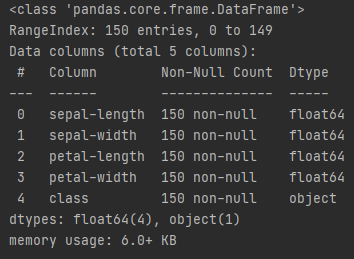 <class 'pandas.core.frame.DataFrame'>
RangeIndex: 150 entries, 0 to 149
Data columns (total 5 columns):
 #   Column        Non-Null Count  Dtype
---  ------        --------------  -----
 0   sepal-length  150 non-null    float64
 1   sepal-width   150 non-null    float64
 2   petal-length  150 non-null    float64
 3   petal-width   150 non-null    float64
 4   class         150 non-null    object
dtypes: float64(4), object(1)
memory usage: 6.0+ KB